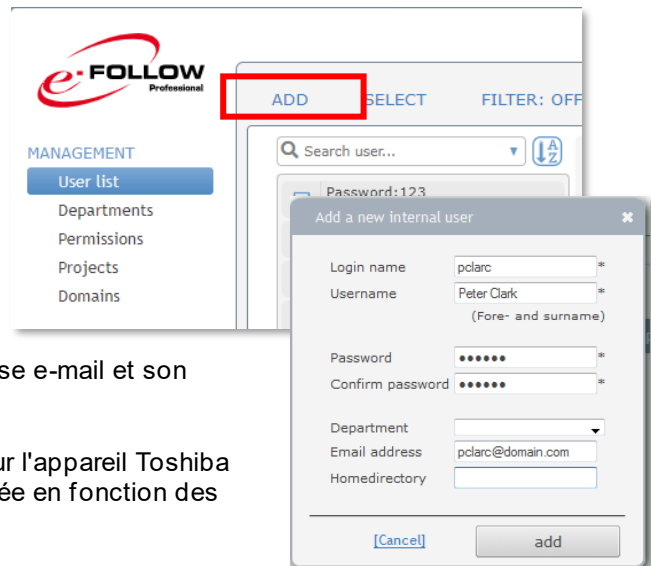 e-FOLLOW
Professional
ADD SELECT FILTER: OFF
MANAGEMENT
User list
Departments
Permissions
Projects
Domains
Search user...
A
Z
Password:123
Add a new internal user
Login name pclarc *
Username Peter Clark *
(Fore- and surname)
Password •••••• *
Confirm password •••••• *
Department
Email address pclarc@domain.com
Homedirectory
[Cancel] add
se e-mail et son
ur l'appareil Toshiba
ée en fonction des